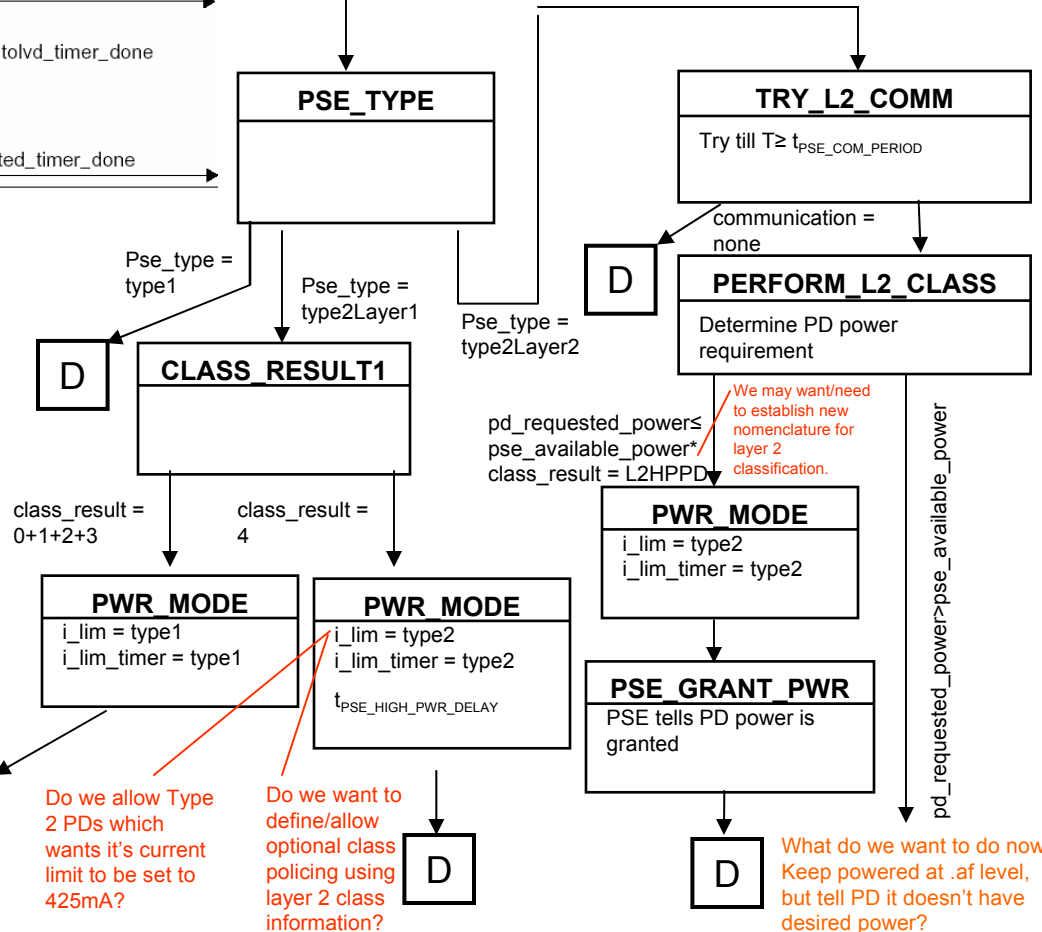 tolvd_timer_done
ted_timer_done
PSE_TYPE
TRY_L2_COMM
Try till T≥ tPSE_COM_PERIOD
communication =
none
D
Pse_type =
type1
Pse_type =
type2Layer1
Pse_type =
type2Layer2
PERFORM_L2_CLASS
Determine PD power
requirement
D
CLASS_RESULT1
We may want/need
to establish new
nomenclature for
layer 2
classification.
pd_requested_power≤
pse_available_power*
class_result = L2HPPD
pd_requested_power>pse_available_power
class_result =
0+1+2+3
class_result =
4
PWR_MODE
i_lim = type2
i_lim_timer = type2
PWR_MODE
i_lim = type1
i_lim_timer = type1
PWR_MODE
i_lim = type2
i_lim_timer = type2
tPSE_HIGH_PWR_DELAY
PSE_GRANT_PWR
PSE tells PD power is
granted
Do we allow Type
2 PDs which
wants it's current
limit to be set to
425mA?
Do we want to
define/allow
optional class
policing using
layer 2 class
information?
D
D
What do we want to do now
Keep powered at .af level,
but tell PD it doesn't have
desired power?